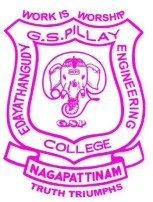 WORK IS WORSHIP
G.S.PILLAY
EDAYATHANGUDY
ENGINEERING
G S P
COLLEGE
NAGAPATTINAM
TRUTH TRIUMPHS